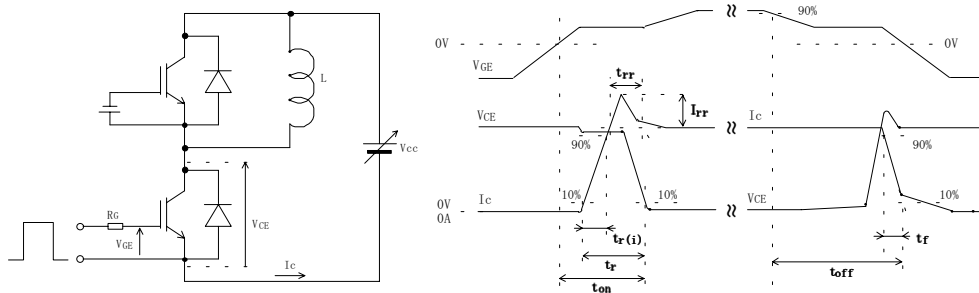 L
Vcc
RG
VGE
VCE
Ic
0V
VGE
90%
0V
trr
Irr
VCE
Ic
90%
90%
10%
10%
Ic
0V
0A
VCE
10%
tr(i)
tf
tr
toff
ton